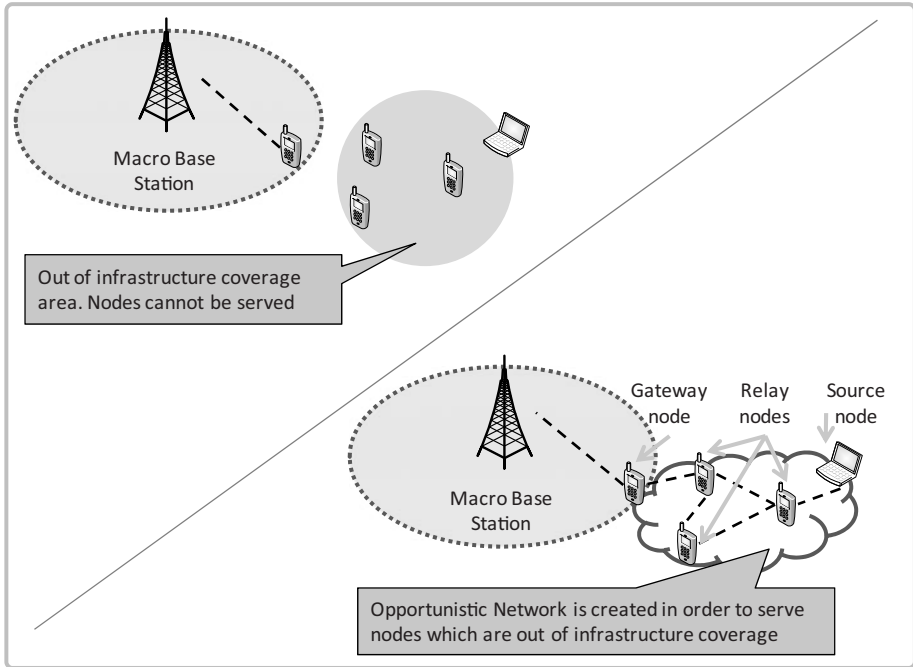 Macro Base
Station
Out of infrastructure coverage
area. Nodes cannot be served
Gateway
node
Relay
nodes
Source
node
Macro Base
Station
Opportunistic Network is created in order to serve
nodes which are out of infrastructure coverage